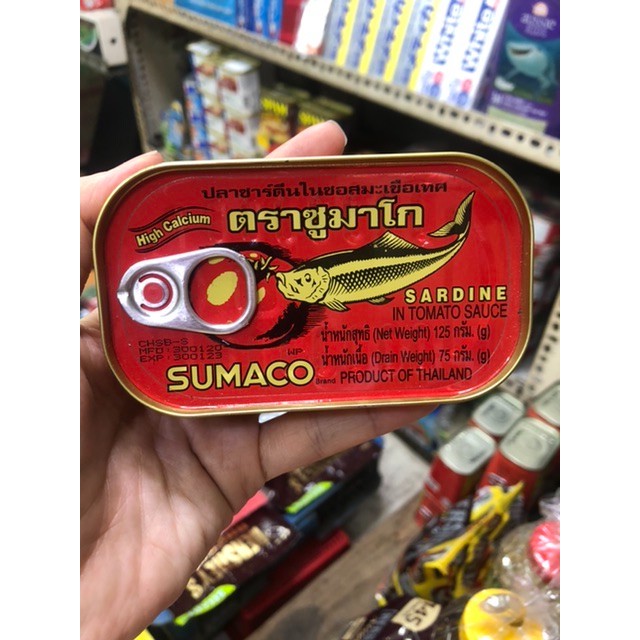 ปลาซาร์ดีนในซอสมะเขือเทศ
High Calcium
ตราซูมาโก
SARDINE
IN TOMATO SAUCE
น้ำหนักสุทธิ (Net Weight) 125 กรัม. (g)
น้ำหนักเนื้อ (Drain Weight) 75 กรัม. (g)
CHSB-S
MFD 300120
EXP 300123
WP
SUMACO Brand PRODUCT OF THAILAND
White